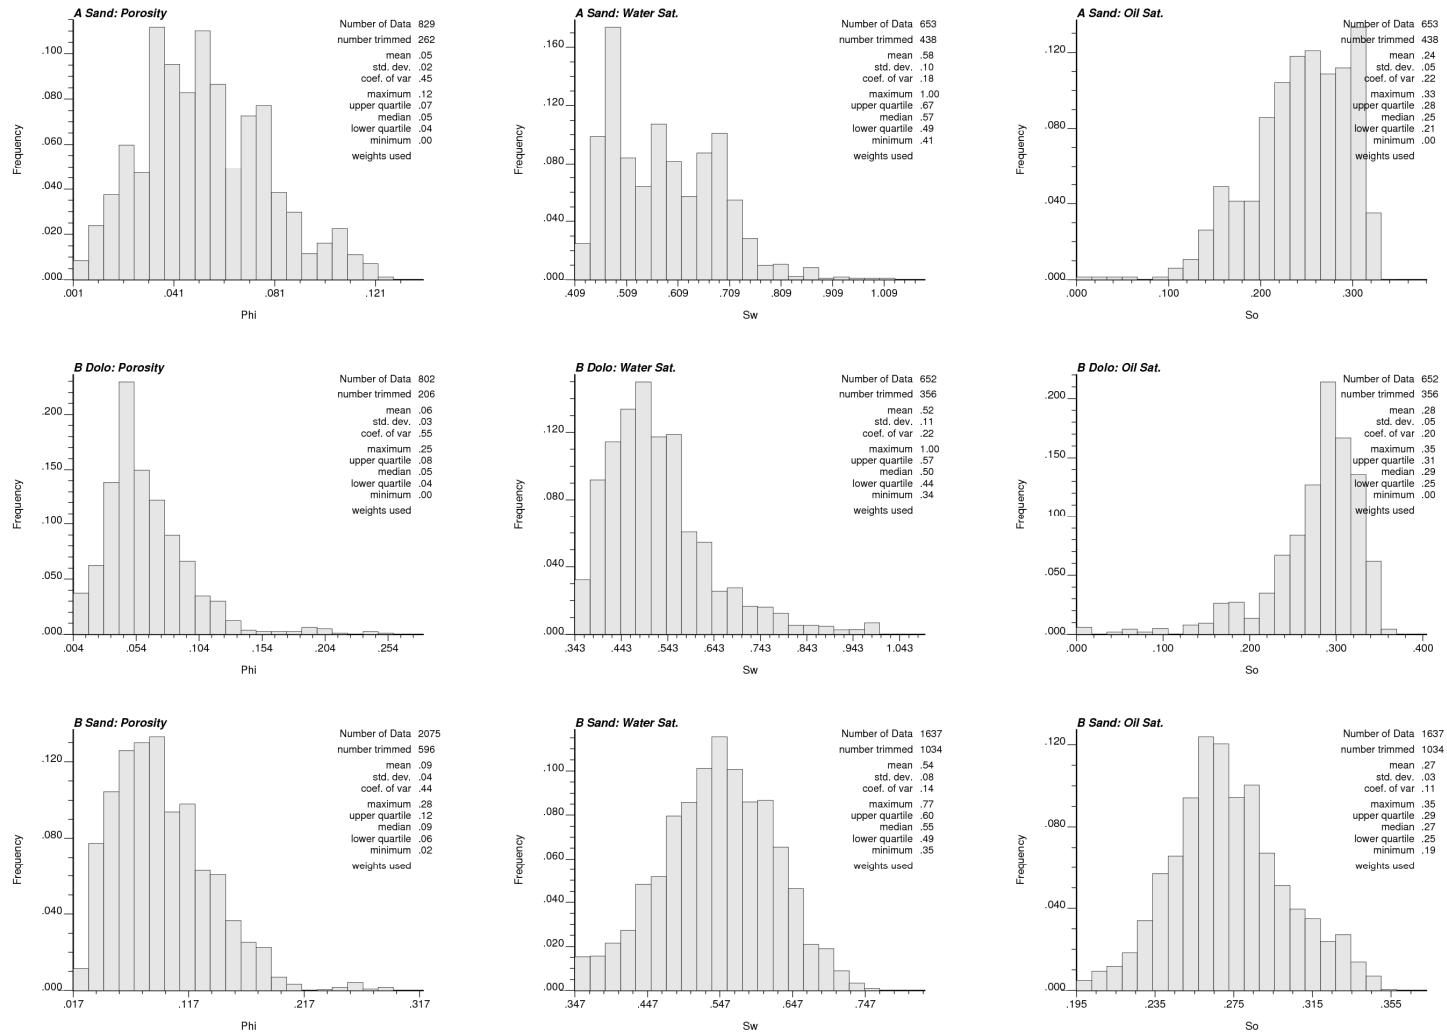 A Sand: Porosity
Number of Data 829
number trimmed 262
mean .05
std. dev. .02
coef. of var .45
maximum .12
upper quartile .07
median .05
lower quartile .04
minimum .00
weights used
Frequency
.100
.080
.060
.040
.020
.000
.001 .041 .081 .121
Phi
A Sand: Water Sat.
Number of Data 653
number trimmed 438
mean .58
std. dev. .10
coef. of var .18
maximum 1.00
upper quartile .67
median .57
lower quartile .49
minimum .41
weights used
Frequency
.160
.120
.080
.040
.000
.409 .509 .609 .709 .809 .909 1.009
Sw
A Sand: Oil Sat.
Number of Data 653
number trimmed 438
mean .24
std. dev. .05
coef. of var .22
maximum .33
upper quartile .28
median .25
lower quartile .21
minimum .00
weights used
Frequency
.120
.080
.040
.000
.000 .100 .200 .300
So
B Dolo: Porosity
Number of Data 802
number trimmed 206
mean .06
std. dev. .03
coef. of var .55
maximum .25
upper quartile .08
median .05
lower quartile .04
minimum .00
weights used
Frequency
.200
.150
.100
.050
.000
.004 .054 .104 .154 .204 .254
Phi
B Dolo: Water Sat.
Number of Data 652
number trimmed 356
mean .52
std. dev. .11
coef. of var .22
maximum 1.00
upper quartile .57
median .50
lower quartile .44
minimum .34
weights used
Frequency
.120
.080
.040
.000
.343 .443 .543 .643 .743 .843 .943 1.043
Sw
B Dolo: Oil Sat.
Number of Data 652
number trimmed 356
mean .28
std. dev. .05
coef. of var .20
maximum .35
upper quartile .31
median .29
lower quartile .25
minimum .00
weights used
Frequency
.200
.150
.100
.050
.000
.000 .100 .200 .300 .400
So
B Sand: Porosity
Number of Data 2075
number trimmed 596
mean .09
std. dev. .04
coef. of var .44
maximum .28
upper quartile .12
median .09
lower quartile .06
minimum .02
weights used
Frequency
.120
.080
.040
.000
.017 .117 .217 .317
Phi
B Sand: Water Sat.
Number of Data 1637
number trimmed 1034
mean .54
std. dev. .08
coef. of var .14
maximum .77
upper quartile .60
median .55
lower quartile .49
minimum .35
weights used
Frequency
.100
.080
.060
.040
.020
.000
.347 .447 .547 .647 .747
Sw
B Sand: Oil Sat.
Number of Data 1637
number trimmed 1034
mean .27
std. dev. .03
coef. of var .11
maximum .35
upper quartile .29
median .27
lower quartile .25
minimum .19
weights used
Frequency
.120
.080
.040
.000
.195 .235 .275 .315 .355
So